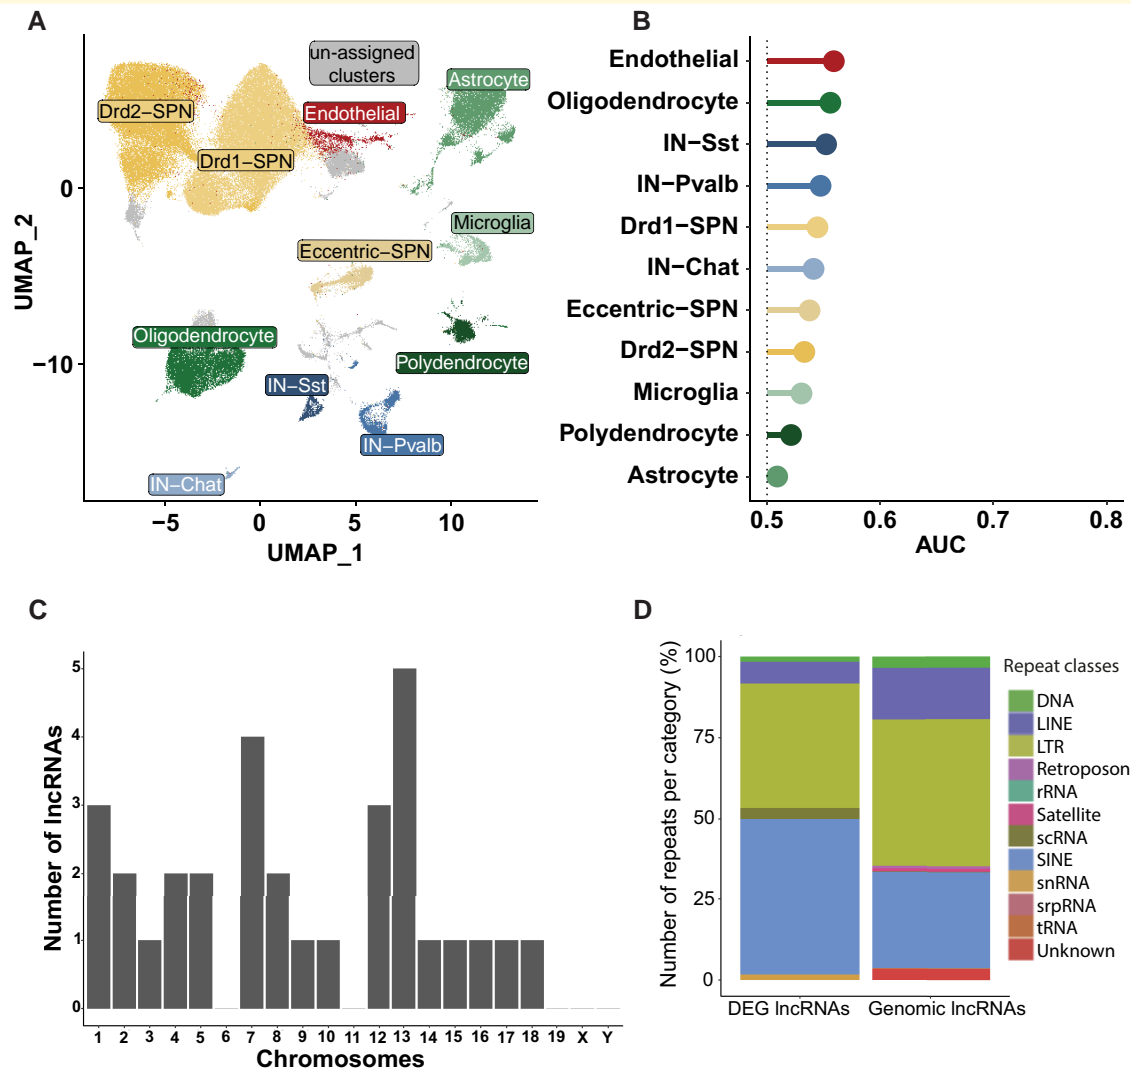 A
un-assigned
clusters
Astrocyte
Drd2−SPN
Endothelial
Drd1−SPN
0
Microglia
Eccentric−SPN
UMAP_2
Oligodendrocyte
−10
Polydendrocyte
IN−Sst
IN−Pvalb
IN−Chat
−5
0
5
10
UMAP_1
B
Endothelial
Oligodendrocyte
IN−Sst
IN−Pvalb
Drd1−SPN
IN−Chat
Eccentric−SPN
Drd2−SPN
Microglia
Polydendrocyte
Astrocyte
0.5
0.6
0.7
0.8
AUC
C
5
4
3
2
1
0
Number of lncRNAs
1 2 3 4 5 6 7 8 9 10 11 12 13 14 15 16 17 18 19 X Y
Chromosomes
D
100
75
50
25
0
Number of repeats per category (%)
DEG lncRNAs
Genomic lncRNAs
Repeat classes
DNA
LINE
LTR
Retroposon
rRNA
Satellite
scRNA
SINE
snRNA
srpRNA
tRNA
Unknown